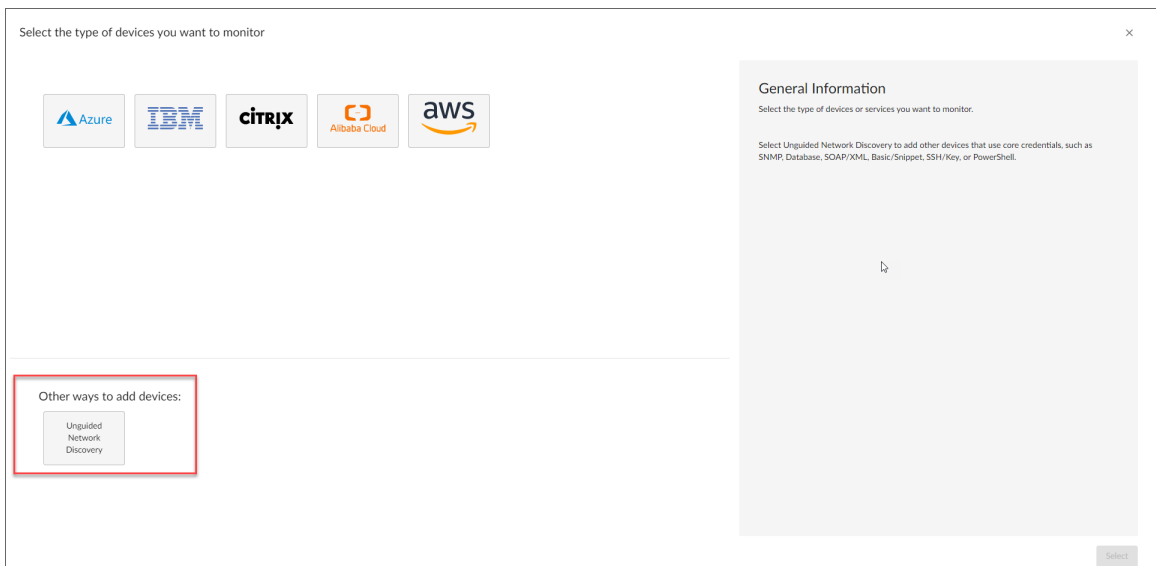 Select the type of devices you want to monitor
×
Azure
IBM
CİTRIX
Alibaba Cloud
aws
General Information
Select the type of devices or services you want to monitor.
Select Unguided Network Discovery to add other devices that use core credentials, such as
SNMP, Database, SOAP/XML, Basic/Snippet, SSH/Key, or PowerShell.
Other ways to add devices:
Unguided
Network
Discovery
Select